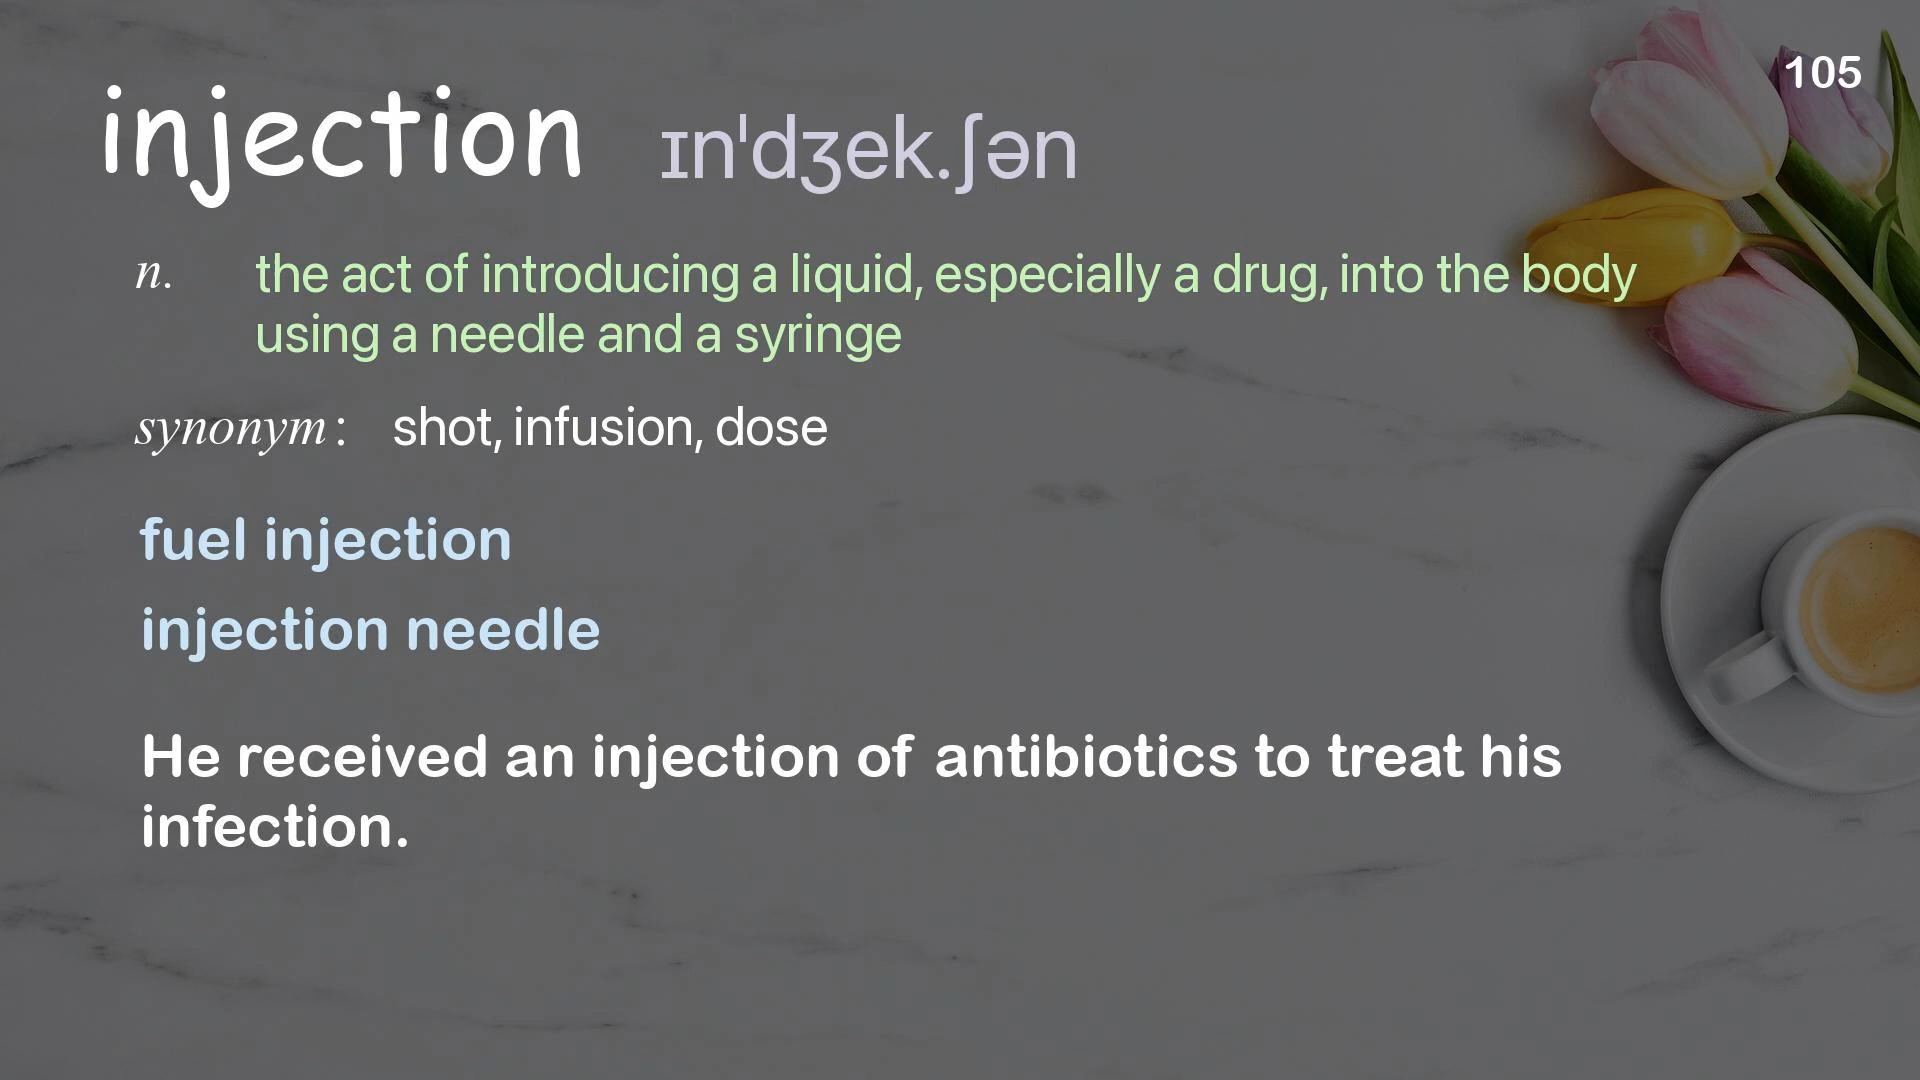 105
injection ɪnˈdʒek.ʃən
n. the act of introducing a liquid, especially a drug, into the body
using a needle and a syringe
synonym: shot, infusion, dose
fuel injection
injection needle
He received an injection of antibiotics to treat his
infection.